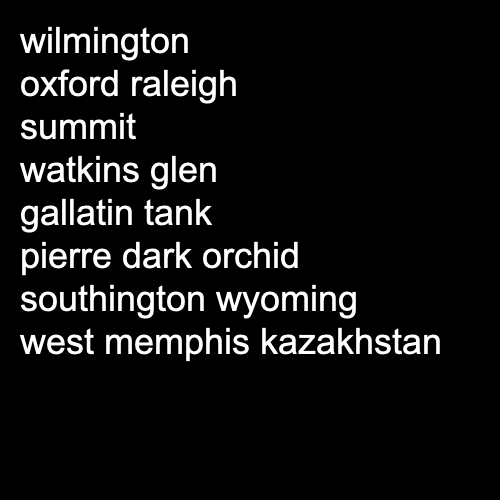 wilmington
oxford raleigh
summit
watkins glen
gallatin tank
pierre dark orchid
southington wyoming
west memphis kazakhstan